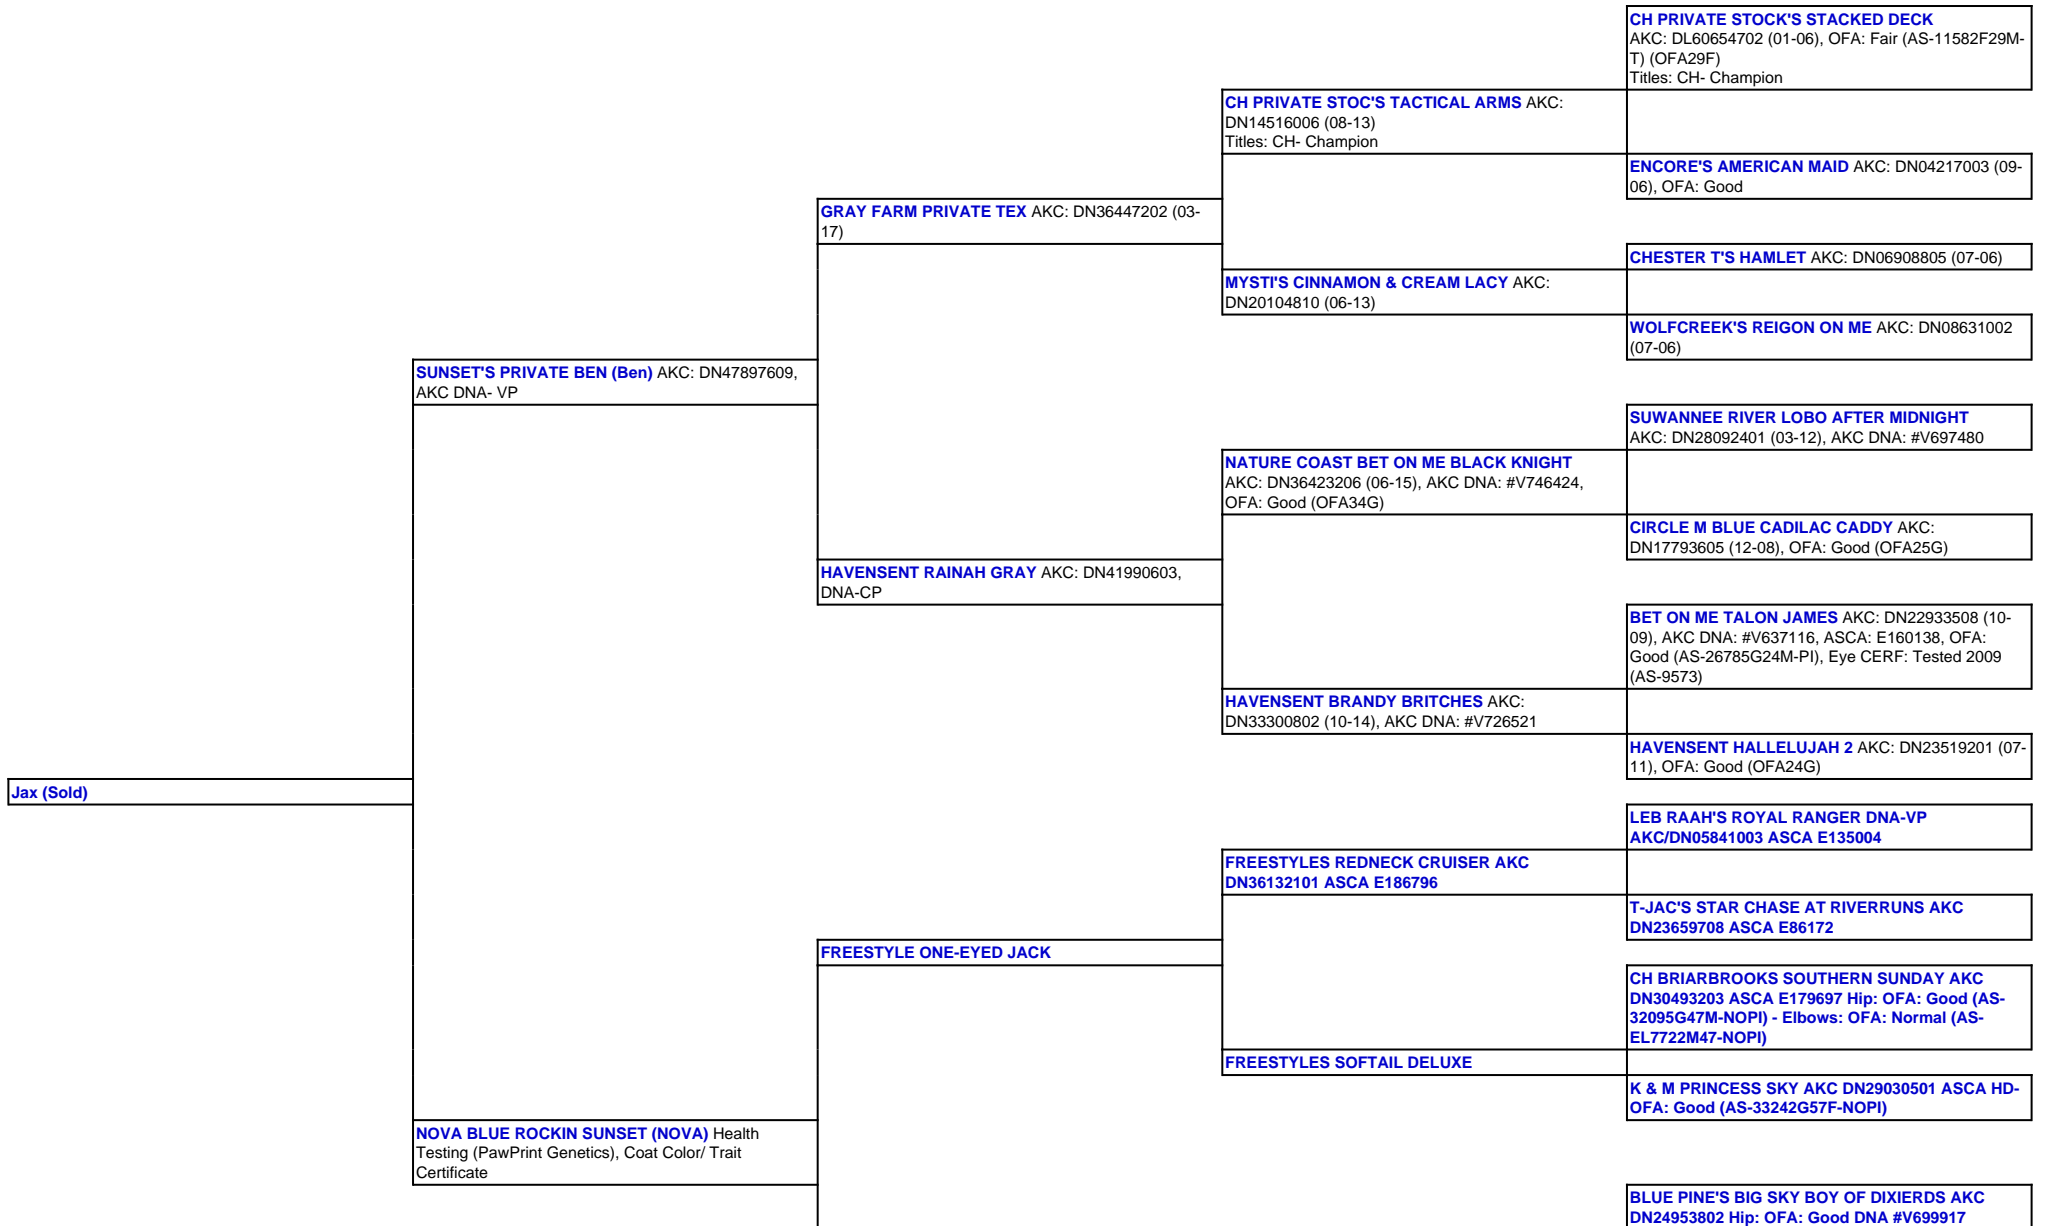 CH PRIVATE STOCK'S STACKED DECK
AKC: DL60654702 (01-06), OFA: Fair (AS-11582F29M-
T) (OFA29F)
Titles: CH- Champion
CH PRIVATE STOC'S TACTICAL ARMS AKC:
DN14516006 (08-13)
Titles: CH- Champion
ENCORE'S AMERICAN MAID AKC: DN04217003 (09-
06), OFA: Good
GRAY FARM PRIVATE TEX AKC: DN36447202 (03-
17)
CHESTER T'S HAMLET AKC: DN06908805 (07-06)
MYSTI'S CINNAMON & CREAM LACY AKC:
DN20104810 (06-13)
WOLFCREEK'S REIGON ON ME AKC: DN08631002
(07-06)
SUNSET'S PRIVATE BEN (Ben) AKC: DN47897609,
AKC DNA- VP
SUWANNEE RIVER LOBO AFTER MIDNIGHT
AKC: DN28092401 (03-12), AKC DNA: #V697480
NATURE COAST BET ON ME BLACK KNIGHT
AKC: DN36423206 (06-15), AKC DNA: #V746424,
OFA: Good (OFA34G)
CIRCLE M BLUE CADILAC CADDY AKC:
DN17793605 (12-08), OFA: Good (OFA25G)
HAVENSENT RAINAH GRAY AKC: DN41990603,
DNA-CP
BET ON ME TALON JAMES AKC: DN22933508 (10-
09), AKC DNA: #V637116, ASCA: E160138, OFA:
Good (AS-26785G24M-PI), Eye CERF: Tested 2009
(AS-9573)
HAVENSENT BRANDY BRITCHES AKC:
DN33300802 (10-14), AKC DNA: #V726521
HAVENSENT HALLELUJAH 2 AKC: DN23519201 (07-
11), OFA: Good (OFA24G)
Jax (Sold)
LEB RAAH'S ROYAL RANGER DNA-VP
AKC/DN05841003 ASCA E135004
FREESTYLES REDNECK CRUISER AKC
DN36132101 ASCA E186796
T-JAC'S STAR CHASE AT RIVERRUNS AKC
DN23659708 ASCA E86172
FREESTYLE ONE-EYED JACK
CH BRIARBROOKS SOUTHERN SUNDAY AKC
DN30493203 ASCA E179697 Hip: OFA: Good (AS-
32095G47M-NOPI) - Elbows: OFA: Normal (AS-
EL7722M47-NOPI)
FREESTYLES SOFTAIL DELUXE
K & M PRINCESS SKY AKC DN29030501 ASCA HD-
OFA: Good (AS-33242G57F-NOPI)
NOVA BLUE ROCKIN SUNSET (NOVA) Health
Testing (PawPrint Genetics), Coat Color/ Trait
Certificate
BLUE PINE'S BIG SKY BOY OF DIXIERDS AKC
DN24953802 Hip: OFA: Good DNA #V699917